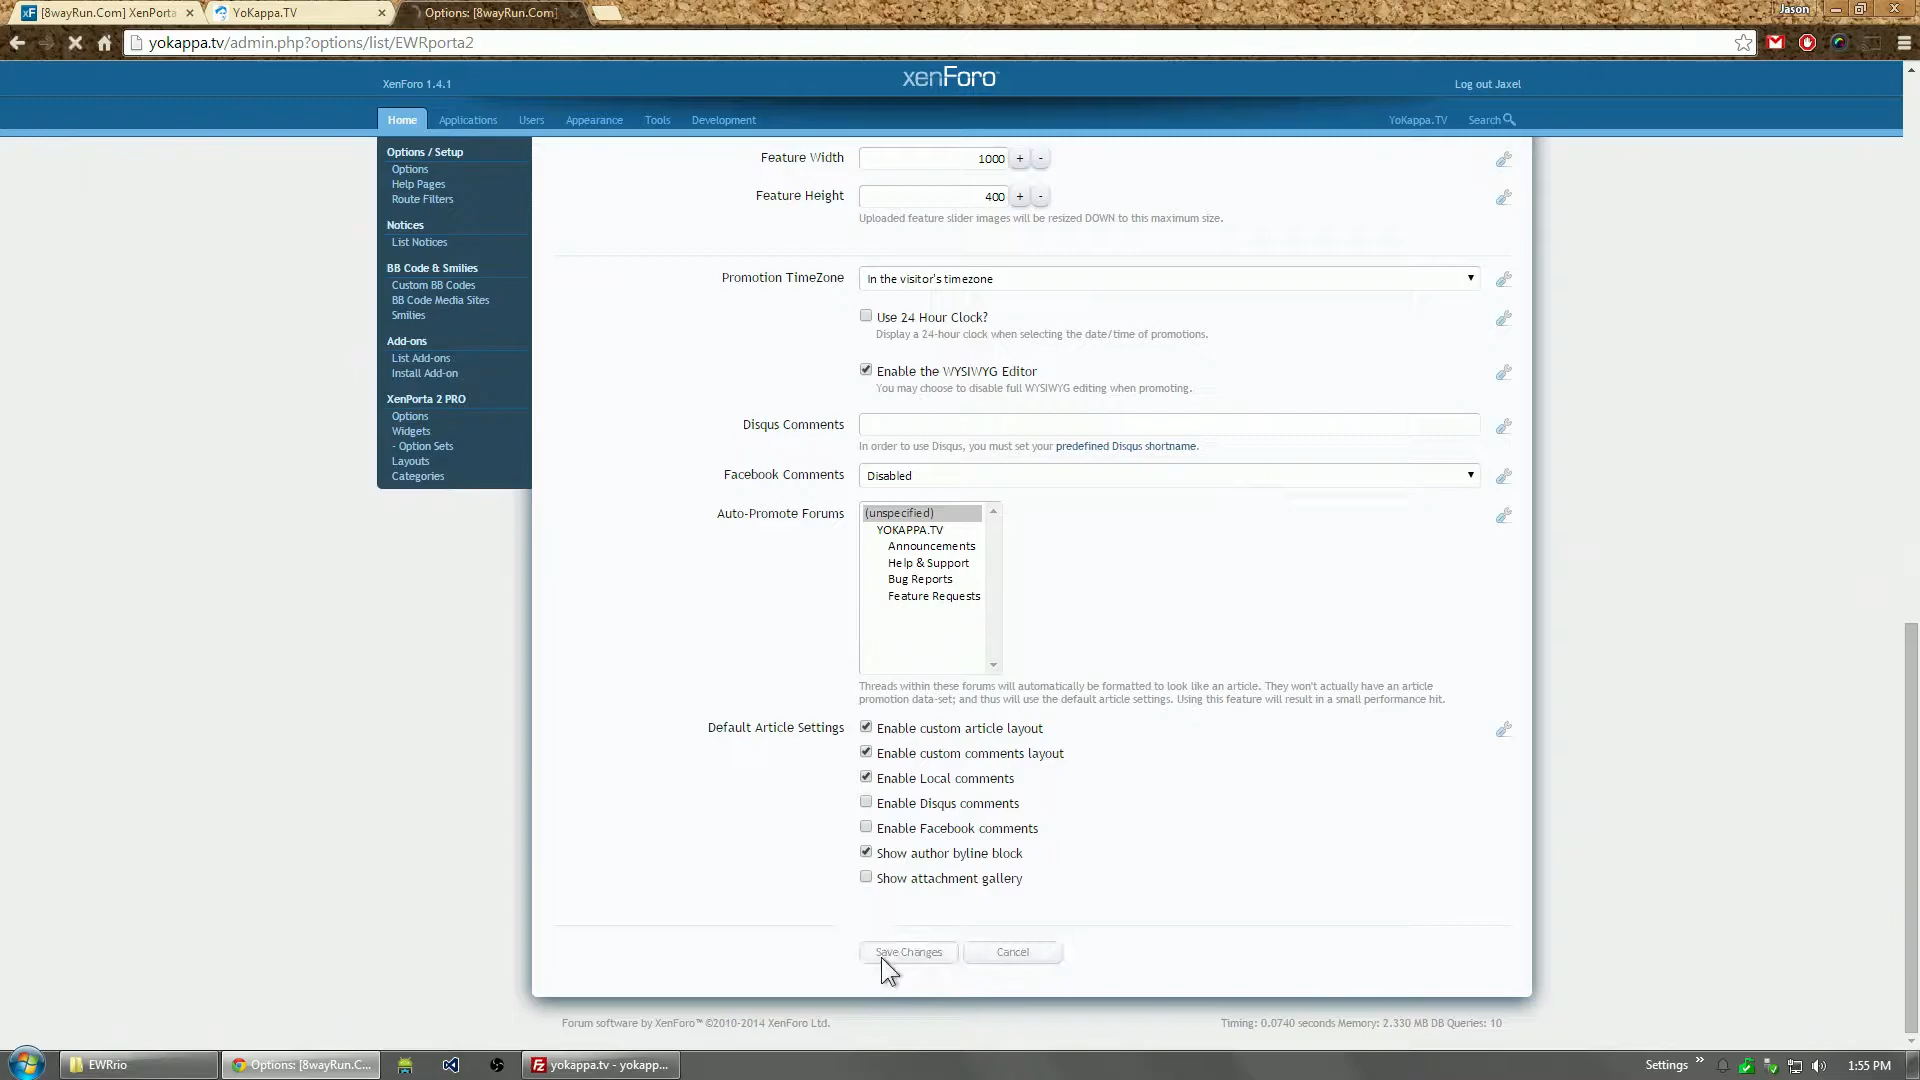 [8wayRun.Com] XenPorta
YoKappa.TV
Options: [8wayRun.Com]
Jason
yokappa.tv/admin.php?options/list/EWRporta2
XenForo 1.4.1
xenForo
Log out Jaxel
Home
Applications
Users
Appearance
Tools
Development
YoKappa.TV
Search
Options / Setup
Options
Help Pages
Route Filters
Notices
List Notices
BB Code & Smilies
Custom BB Codes
BB Code Media Sites
Smilies
Add-ons
List Add-ons
Install Add-on
XenPorta 2 PRO
Options
Widgets
- Option Sets
Layouts
Categories
Feature Width
1000
+
-
Feature Height
400
+
-
Uploaded feature slider images will be resized DOWN to this maximum size.
Promotion TimeZone
In the visitor's timezone
Use 24 Hour Clock?
Display a 24-hour clock when selecting the date/time of promotions.
Enable the WYSIWYG Editor
You may choose to disable full WYSIWYG editing when promoting.
Disqus Comments
In order to use Disqus, you must set your predefined Disqus shortname.
Facebook Comments
Disabled
Auto-Promote Forums
(unspecified)
YOKAPPA.TV
Announcements
Help & Support
Bug Reports
Feature Requests
Threads within these forums will automatically be formatted to look like an article. They won't actually have an article
promotion data-set; and thus will use the default article settings. Using this feature will result in a small performance hit.
Default Article Settings
Enable custom article layout
Enable custom comments layout
Enable Local comments
Enable Disqus comments
Enable Facebook comments
Show author byline block
Show attachment gallery
Save Changes
Cancel
Forum software by XenForo™ ©2010-2014 XenForo Ltd.
Timing: 0.0740 seconds Memory: 2.330 MB DB Queries: 10
EWRrio
Options: [8wayRun.C...
yokappa.tv - yokapp...
Settings
1:55 PM